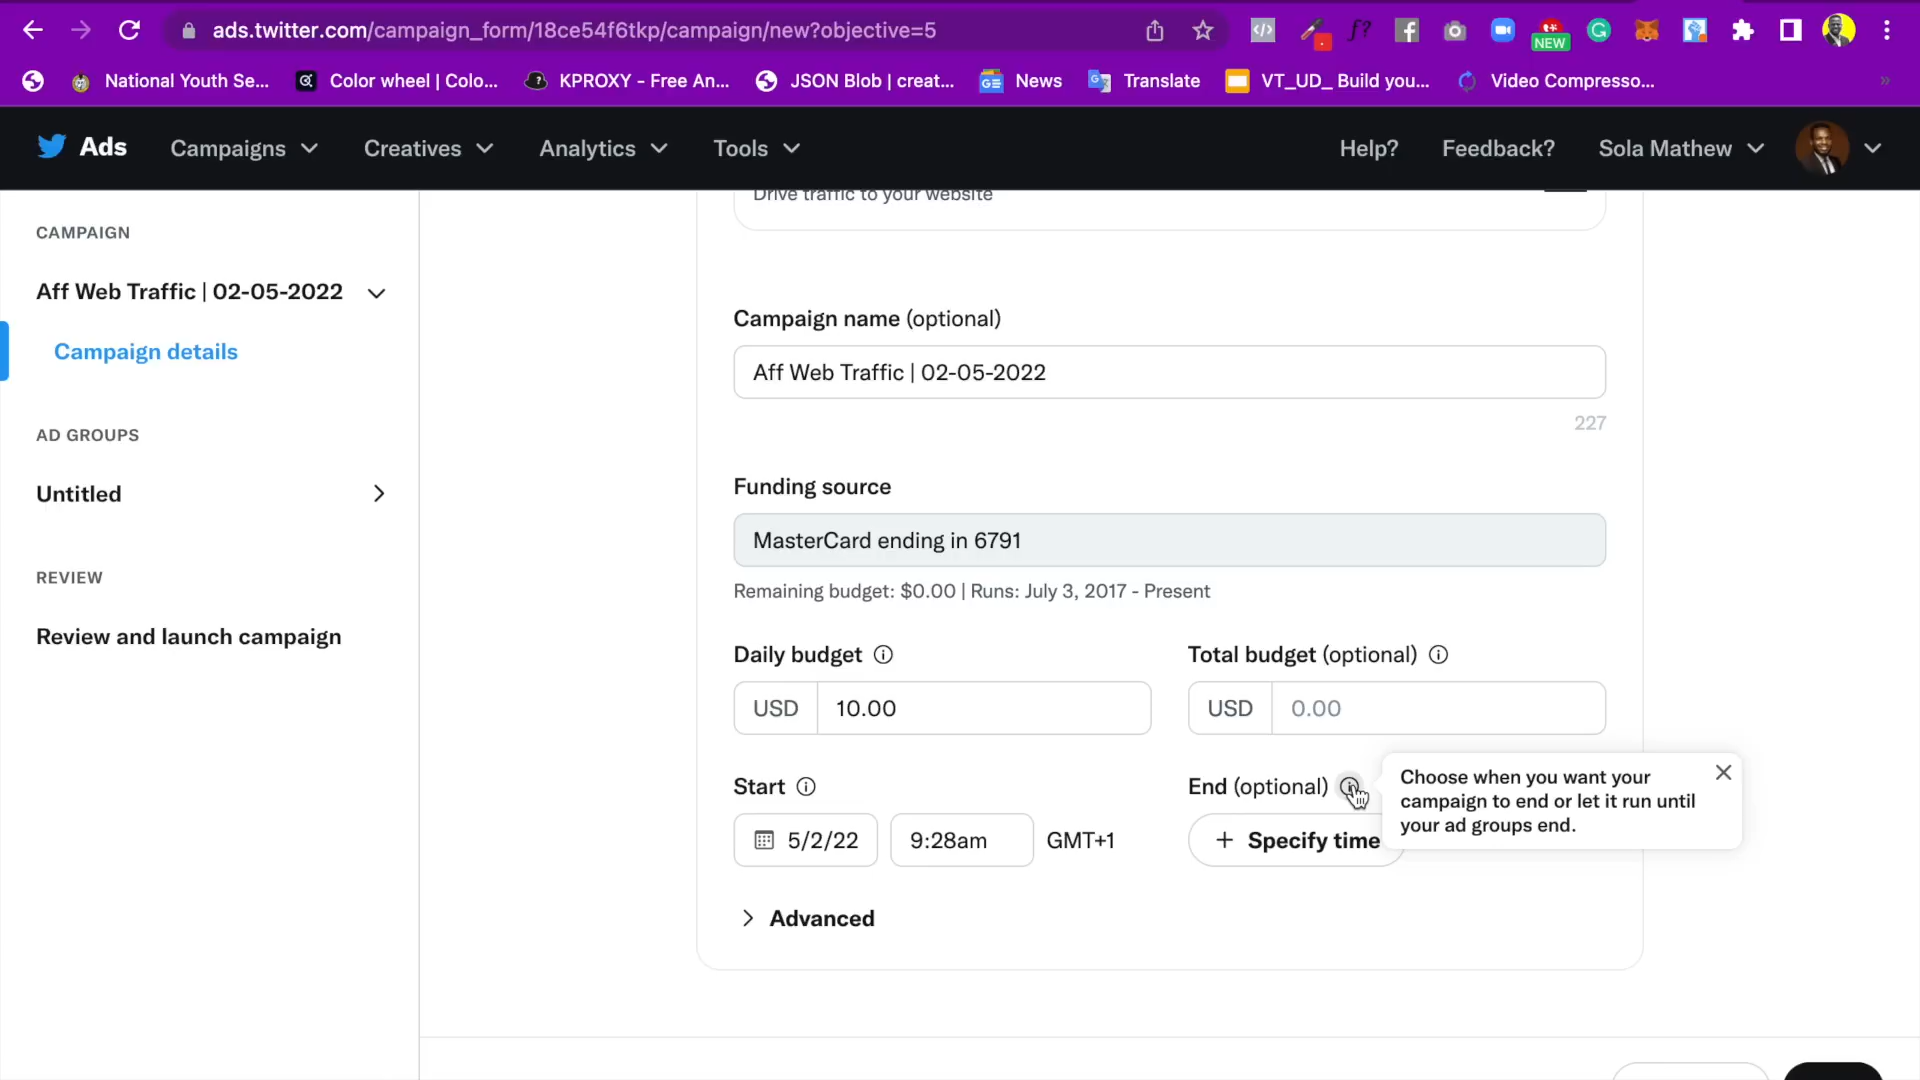 ads.twitter.com/campaign_form/18ce54f6tkp/campaign/new?objective=5
f?
NEW
National Youth Se...
Color wheel | Colo...
KPROXY - Free An...
JSON Blob | creat...
GE
News
Translate
VT_UD_ Build you...
Video Compresso...
»
Ads
Campaigns
Creatives
Analytics
Tools
Help?
Feedback?
Sola Mathew
Drive traffic to your website
CAMPAIGN
Aff Web Traffic | 02-05-2022
Campaign details
AD GROUPS
Untitled
REVIEW
Review and launch campaign
Campaign name (optional)
Aff Web Traffic | 02-05-2022
227
Funding source
MasterCard ending in 6791
Remaining budget: $0.00 | Runs: July 3, 2017 - Present
Daily budget
Total budget (optional)
USD 10.00
USD 0.00
Start
End (optional)
5/2/22 9:28am GMT+1
+ Specify time
Choose when you want your
campaign to end or let it run until
your ad groups end.
Advanced